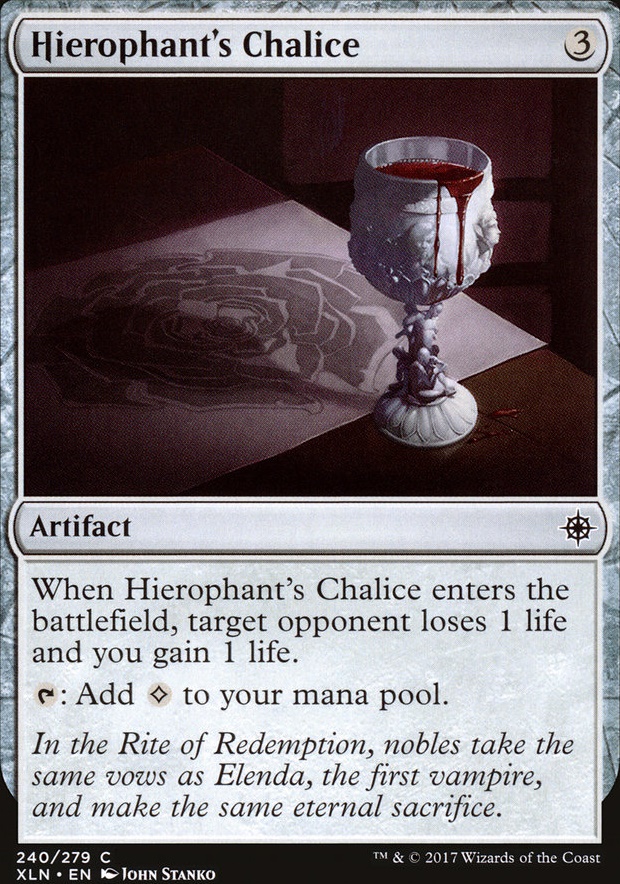 Hierophant's Chalice 3
Artifact
When Hierophant's Chalice enters the
battlefield, target opponent loses 1 life
and you gain 1 life.
: Add to your mana pool.
In the Rite of Redemption, nobles take the
same vows as Elenda, the first vampire,
and make the same eternal sacrifice.
240/279 C
XLN • EN JOHN STANKO
™ & © 2017 Wizards of the Coast